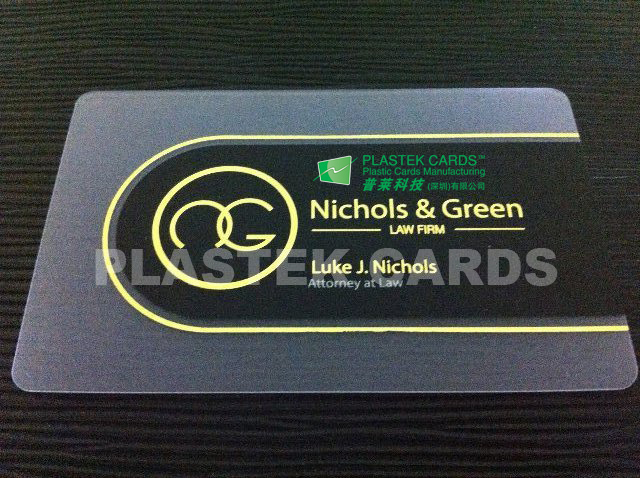 PLASTEK CARDS™
Plastic Cards Manufacturing
普莱科技 (深圳)有限公司
NG
Nichols & Green
LAW FIRM
Luke J. Nichols
Attorney at Law
PLASTEK CARDS